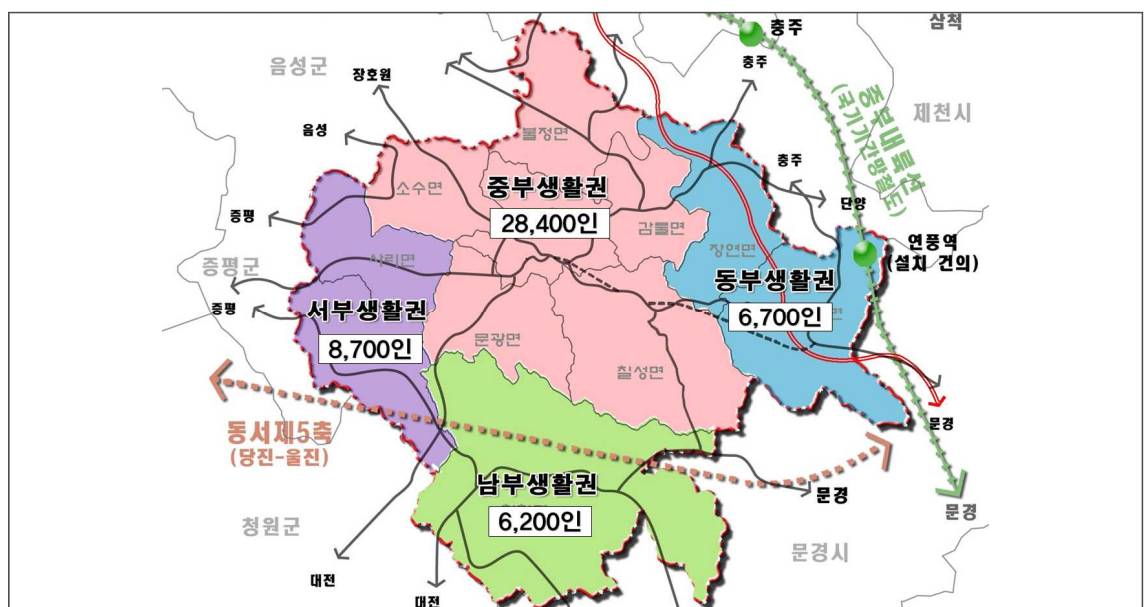 삼척
충주
음성군
장호원
충주
중부내륙선
(국가기간망철도)
제천시
음성
불정면
충주
소수면
중부생활권
28,400인
단양
증평
감물면
연풍역
(설치 건의)
증평군
사리면
장연면
동부생활권
6,700인
면
증평
서부생활권
8,700인
문광면
칠성면
동서제5축
(당진-울진)
문경
남부생활권
6,200인
문경
문경
청원군
문경시
대전
대전